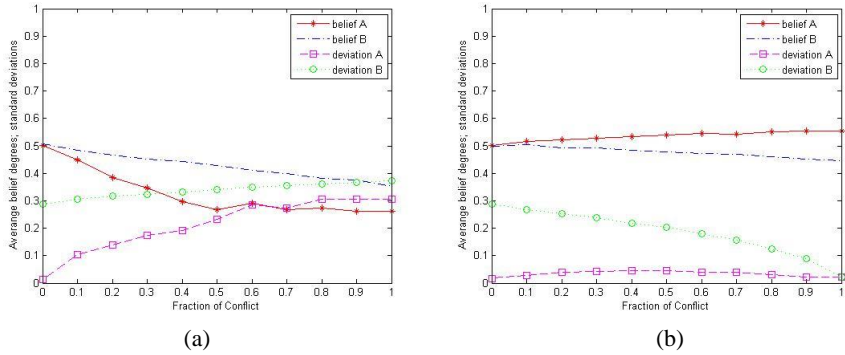 belief A
belief B
deviation A
deviation B
Averange belief degrees; standard deviations
1
0.9
0.8
0.7
0.6
0.5
0.4
0.3
0.2
0.1
0
0 0.1 0.2 0.3 0.4 0.5 0.6 0.7 0.8 0.9 1
Fraction of Conflict
(a)
belief A
belief B
deviation A
deviation B
Averange belief degrees; standard deviations
1
0.9
0.8
0.7
0.6
0.5
0.4
0.3
0.2
0.1
0
0 0.1 0.2 0.3 0.4 0.5 0.6 0.7 0.8 0.9 1
Fraction of Conflict
(b)